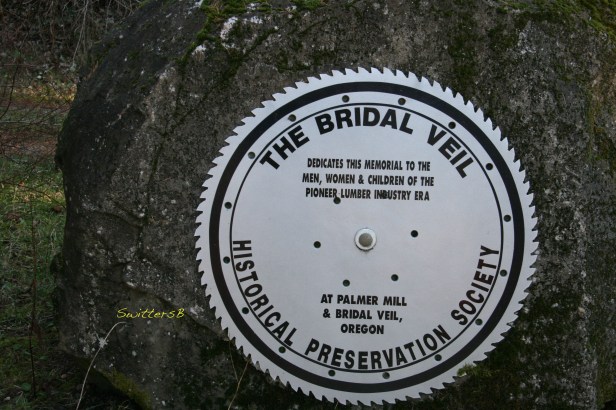 THE BRIDAL VEIL
DEDICATES THIS MEMORIAL TO THE
MEN, WOMEN & CHILDREN OF THE
PIONEER LUMBER INDUSTRY ERA
AT PALMER MILL
& BRIDAL VEIL,
OREGON
HISTORICAL PRESERVATION SOCIETY
SwittersB